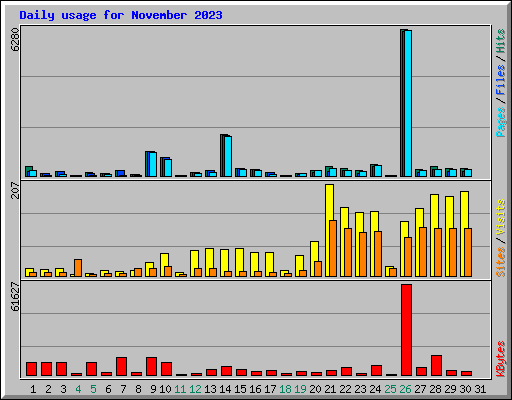 Daily usage for November 2023
6280
Pages / Files / Hits
207
Sites / Visits
61627
KBytes
1 2 3 4 5 6 7 8 9 10 11 12 13 14 15 16 17 18 19 20 21 22 23 24 25 26 27 28 29 30 31